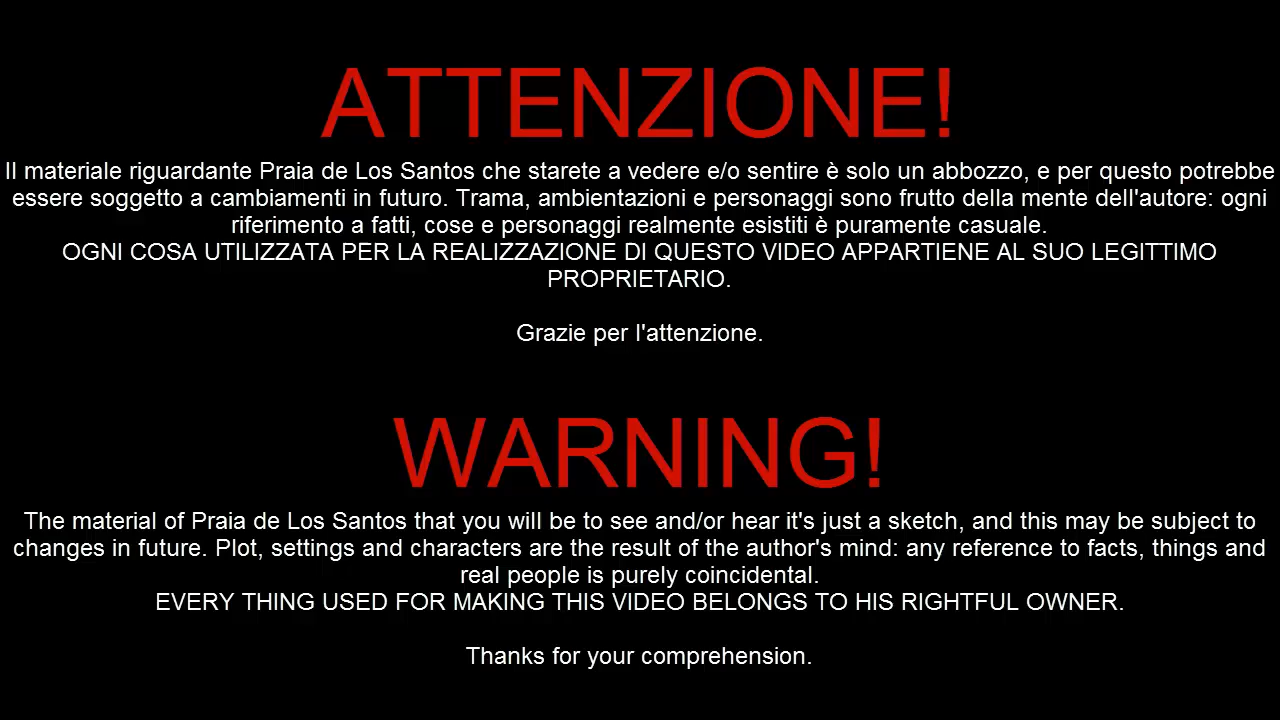 ATTENZIONE!
Il materiale riguardante Praia de Los Santos che starete a vedere e/o sentire è solo un abbozzo, e per questo potrebbe
essere soggetto a cambiamenti in futuro. Trama, ambientazioni e personaggi sono frutto della mente dell'autore: ogni
riferimento a fatti, cose e personaggi realmente esistiti è puramente casuale.
OGNI COSA UTILIZZATA PER LA REALIZZAZIONE DI QUESTO VIDEO APPARTIENE AL SUO LEGITTIMO
PROPRIETARIO.
Grazie per l'attenzione.
WARNING!
The material of Praia de Los Santos that you will be to see and/or hear it's just a sketch, and this may be subject to
changes in future. Plot, settings and characters are the result of the author's mind: any reference to facts, things and
real people is purely coincidental.
EVERY THING USED FOR MAKING THIS VIDEO BELONGS TO HIS RIGHTFUL OWNER.
Thanks for your comprehension.